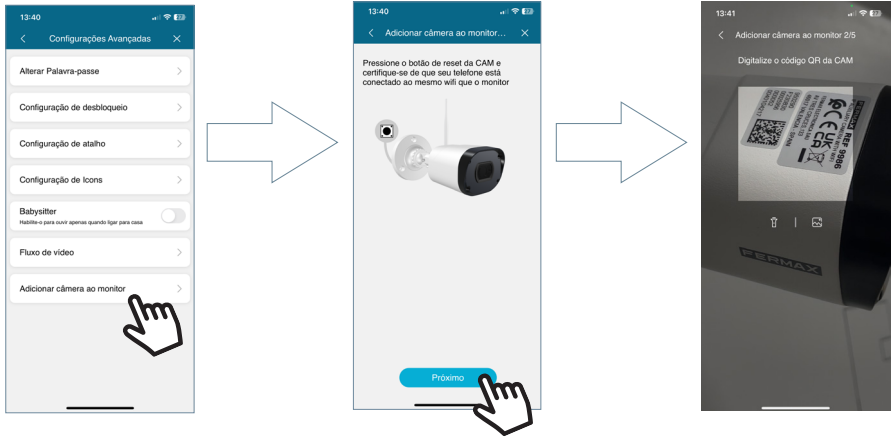 13:40
Configurações Avançadas
Alterar Palavra-passe
Configuração de desbloqueio
Configuração de atalho
Configuração de Icons
Babysitter
Habilite-o para ouvir apenas quando ligar para casa
Fluxo de vídeo
Adicionar câmera ao monitor
13:40
Adicionar câmera ao monitor...
Pressione o botão de reset da CAM e
certifique-se de que seu telefone está
conectado ao mesmo wifi que o monitor
Próximo
13:41
Adicionar câmera ao monitor 2/5
Digitalize o código QR da CAM
FERMAX REF 9986
FERMAX